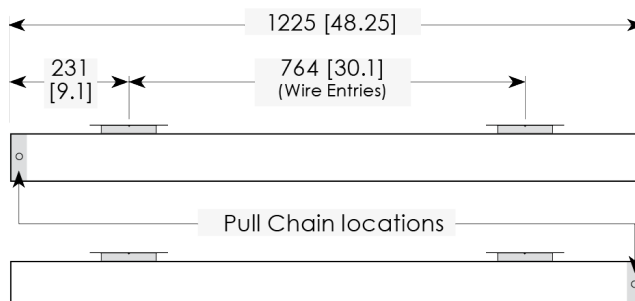 1225 [48.25]
231
[9.1]
764 [30.1]
(Wire Entries)
Pull Chain locations